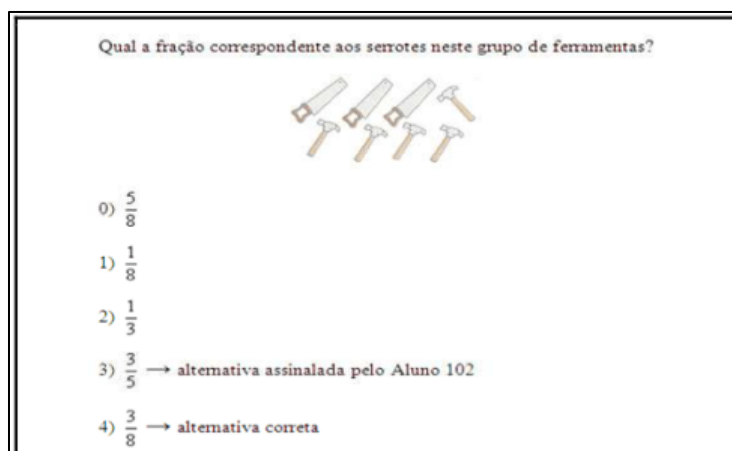 Qual a fração correspondente aos serrotes neste grupo de ferramentas?
0) 5/8
1) 1/8
2) 1/3
3) 3/5 → alternativa assinalada pelo Aluno 102
4) 3/8 → alternativa correta